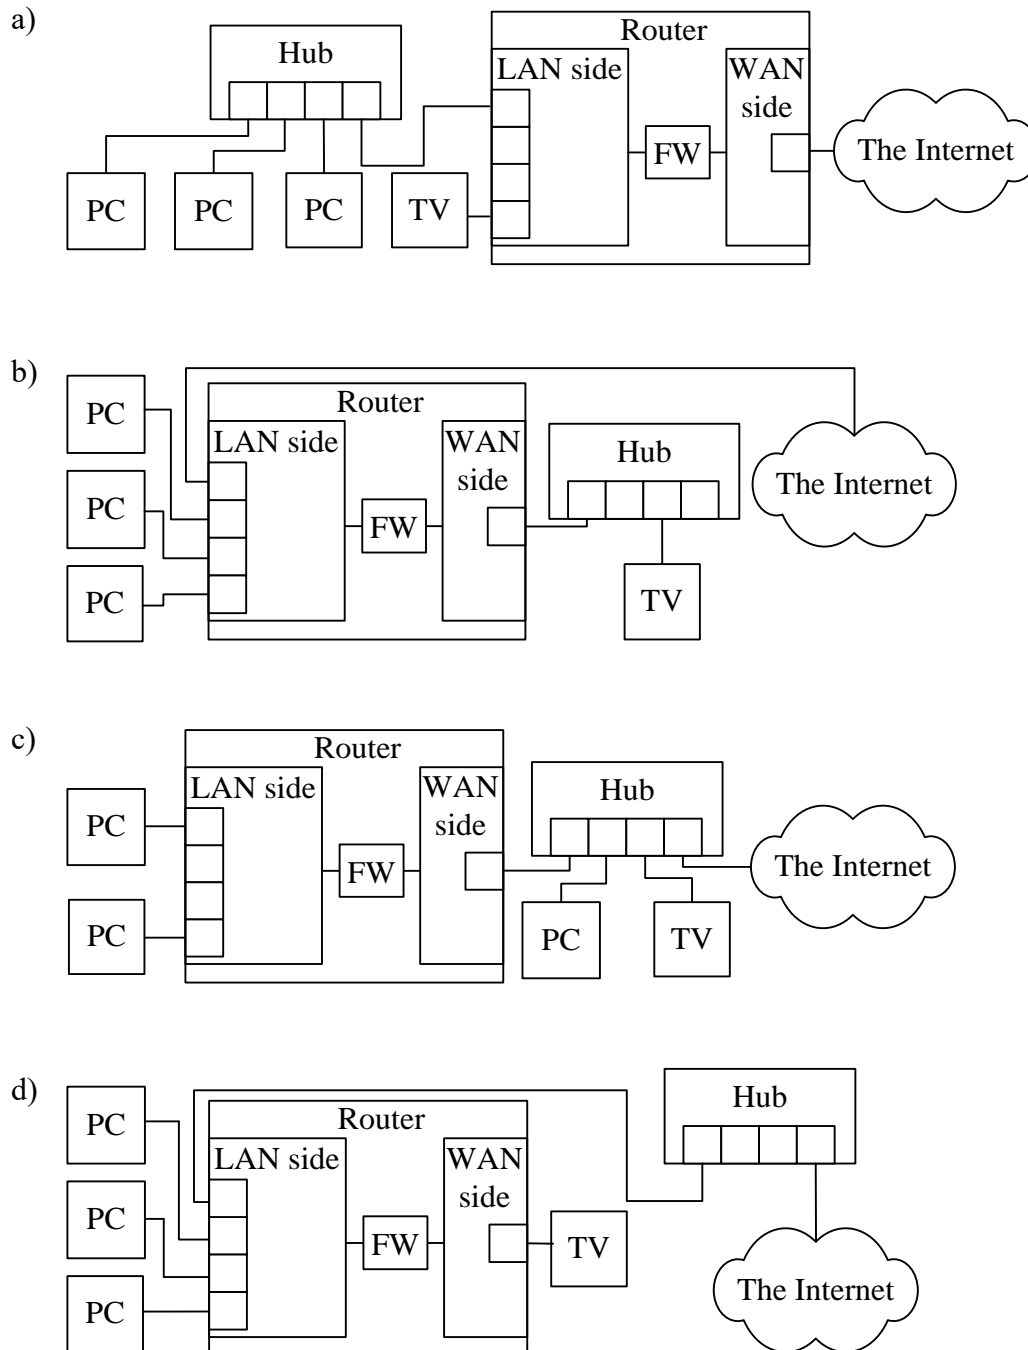 a)
Hub
Router
LAN side
WAN
side
FW
The Internet
PC
PC
PC
TV
b)
PC
PC
PC
Router
LAN side
WAN
side
FW
Hub
TV
The Internet
c)
PC
PC
Router
LAN side
WAN
side
FW
Hub
PC
TV
The Internet
d)
PC
PC
PC
Router
LAN side
WAN
side
FW
TV
Hub
The Internet